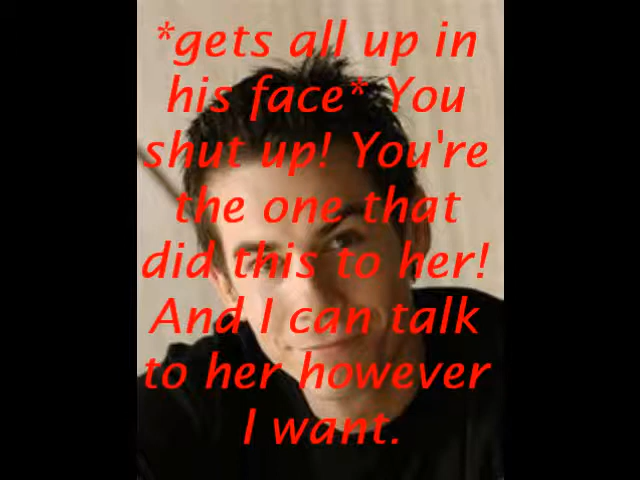 *gets all up in
his face* You
shut up! You're
the one that
did this to her!
And I can talk
to her however
I want.